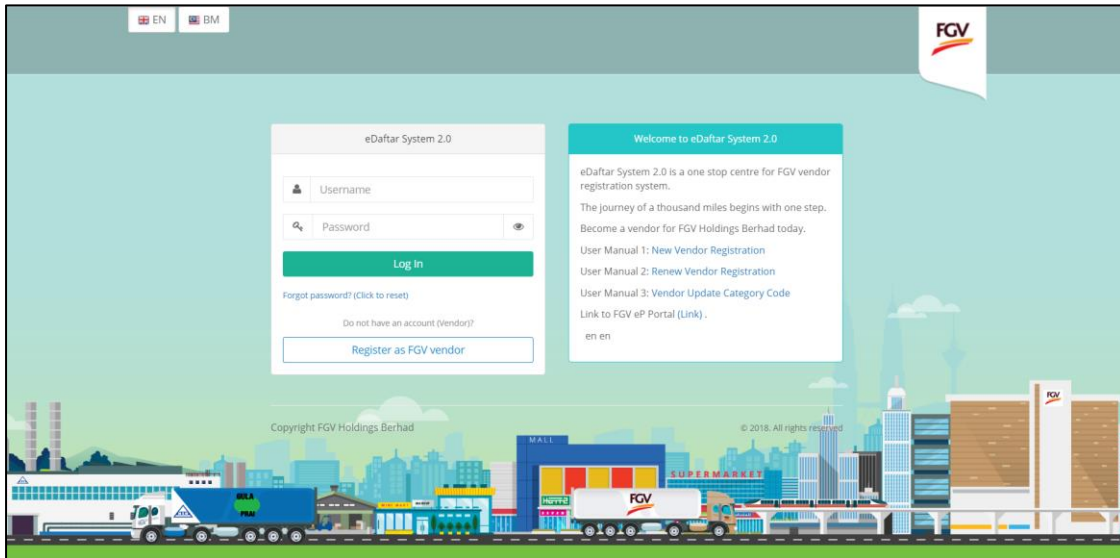 EN
BM
FGV
eDaftar System 2.0
Username
Password
Log In
Forgot password? (Click to reset)
Do not have an account (Vendor)?
Register as FGV vendor
Welcome to eDaftar System 2.0
eDaftar System 2.0 is a one stop centre for FGV vendor
registration system.
The journey of a thousand miles begins with one step.
Become a vendor for FGV Holdings Berhad today.
User Manual 1: New Vendor Registration
User Manual 2: Renew Vendor Registration
User Manual 3: Vendor Update Category Code
Link to FGV eP Portal (Link) .
en en
Copyright FGV Holdings Berhad
© 2018. All rights reserved
FGV
MALL
SUPERMARKET
GULA
PRAI
MINI MART
FGV